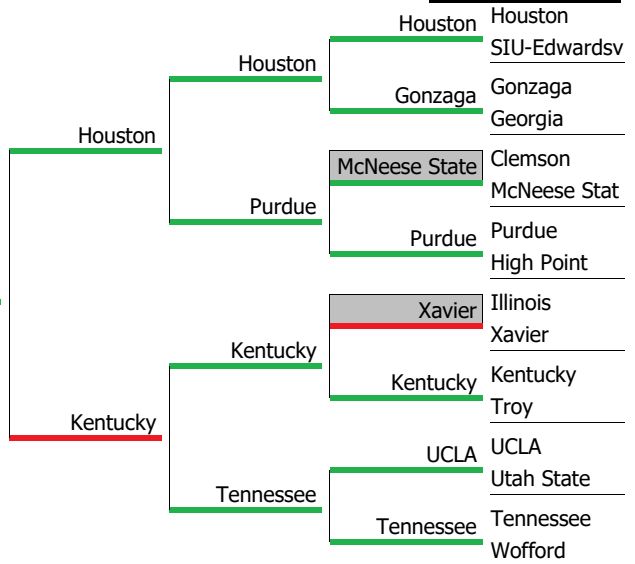 Houston
SIU-Edwardsv
Houston
Houston
Gonzaga
Georgia
Gonzaga
Houston
Clemson
McNeese Stat
McNeese State
Purdue
Purdue
High Point
Purdue
Illinois
Xavier
Xavier
Kentucky
Kentucky
Troy
Kentucky
Kentucky
UCLA
Utah State
UCLA
Tennessee
Tennessee
Wofford
Tennessee